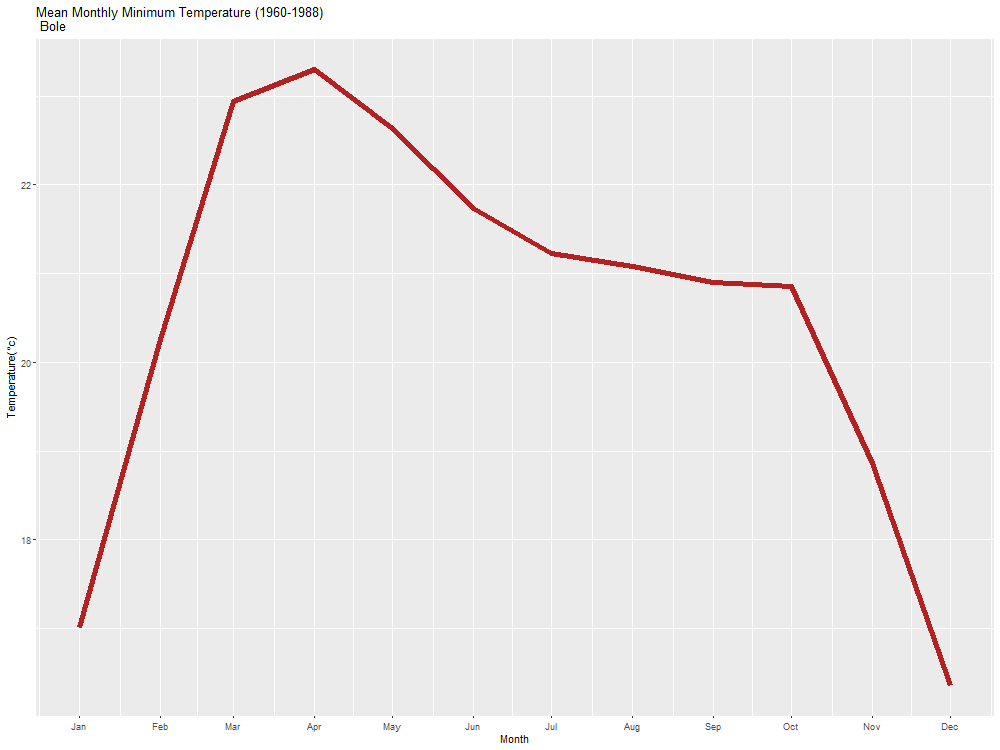 Mean Monthly Minimum Temperature (1960-1988)
Bole
Temperature(°c)
22
20
18
Jan Feb Mar Apr May Jun Jul Aug Sep Oct Nov Dec
Month